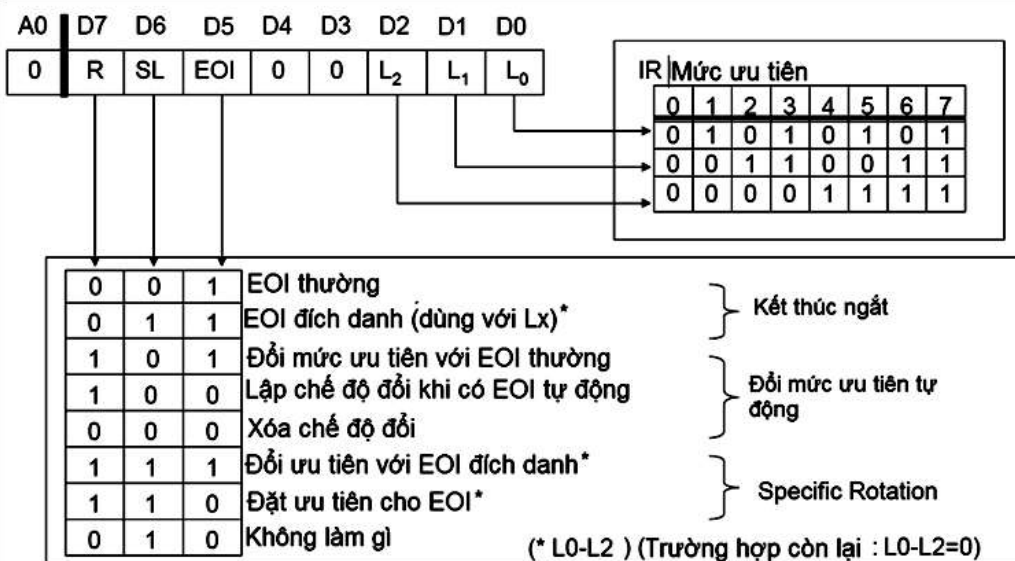 A0 D7 D6 D5 D4 D3 D2 D1 D0
0 R SL EOI 0 0 L₂ L₁ L₀
IR Mức ưu tiên
0 1 2 3 4 5 6 7
0 1 0 1 0 1 0 1
0 0 1 1 0 0 1 1
0 0 0 0 1 1 1 1
0 0 1 EOI thường
0 1 1 EOI đích danh (dùng với Lx)*
Kết thúc ngắt
1 0 1 Đổi mức ưu tiên với EOI thường
1 0 0 Lập chế độ đổi khi có EOI tự động
0 0 0 Xóa chế độ đổi
Đổi mức ưu tiên tự
động
1 1 1 Đổi ưu tiên với EOI đích danh*
1 1 0 Đặt ưu tiên cho EOI*
Specific Rotation
0 1 0 Không làm gì
(* L0-L2 ) (Trường hợp còn lại : L0-L2=0)